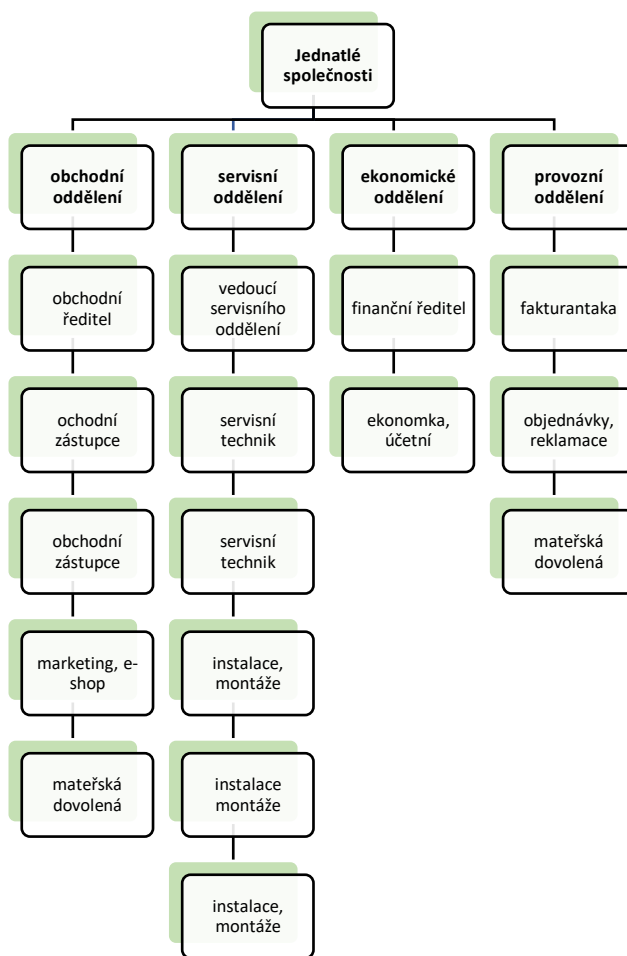 Jednatlé
společnosti
obchodní
oddělení
servisní
oddělení
ekonomické
oddělení
provozní
oddělení
obchodní
ředitel
vedoucí
servisního
oddělení
finanční ředitel
fakturantaka
ochodní
zástupce
servisní
technik
ekonomka,
účetní
objednávky,
reklamace
obchodní
zástupce
servisní
technik
mateřská
dovolená
marketing, e-
shop
instalace,
montáže
mateřská
dovolená
instalace
montáže
instalace,
montáže